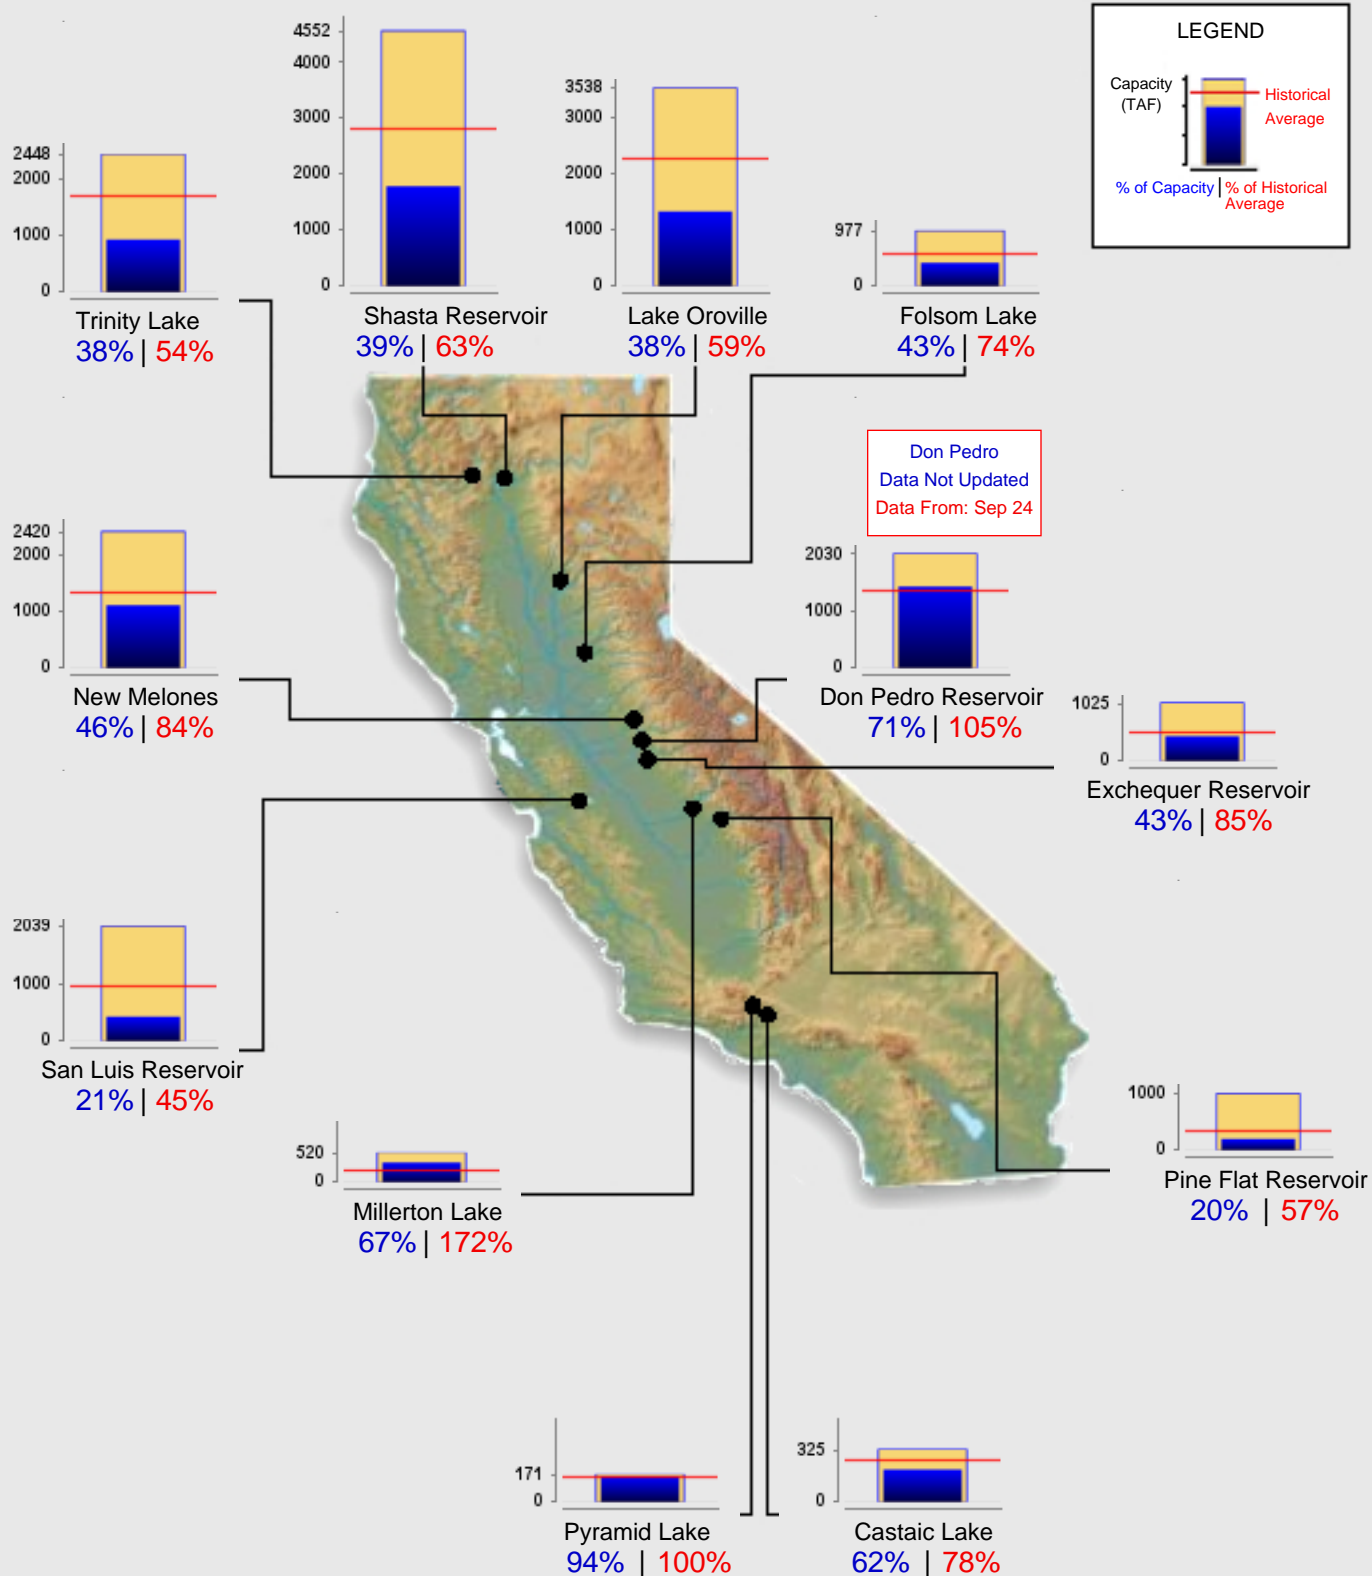 LEGEND
Capacity
(TAF)
Historical
Average
% of Capacity | % of Historical
Average
4552
4000
3000
2000
1000
0
Shasta Reservoir
39% | 63%
3538
3000
2000
1000
0
Lake Oroville
38% | 59%
2448
2000
1000
0
Trinity Lake
38% | 54%
977
0
Folsom Lake
43% | 74%
Don Pedro
Data Not Updated
Data From: Sep 24
2030
1000
0
Don Pedro Reservoir
71% | 105%
2420
2000
1000
0
New Melones
46% | 84%
1025
0
Exchequer Reservoir
43% | 85%
2039
1000
0
San Luis Reservoir
21% | 45%
1000
0
Pine Flat Reservoir
20% | 57%
520
0
Millerton Lake
67% | 172%
171
0
Pyramid Lake
94% | 100%
325
0
Castaic Lake
62% | 78%